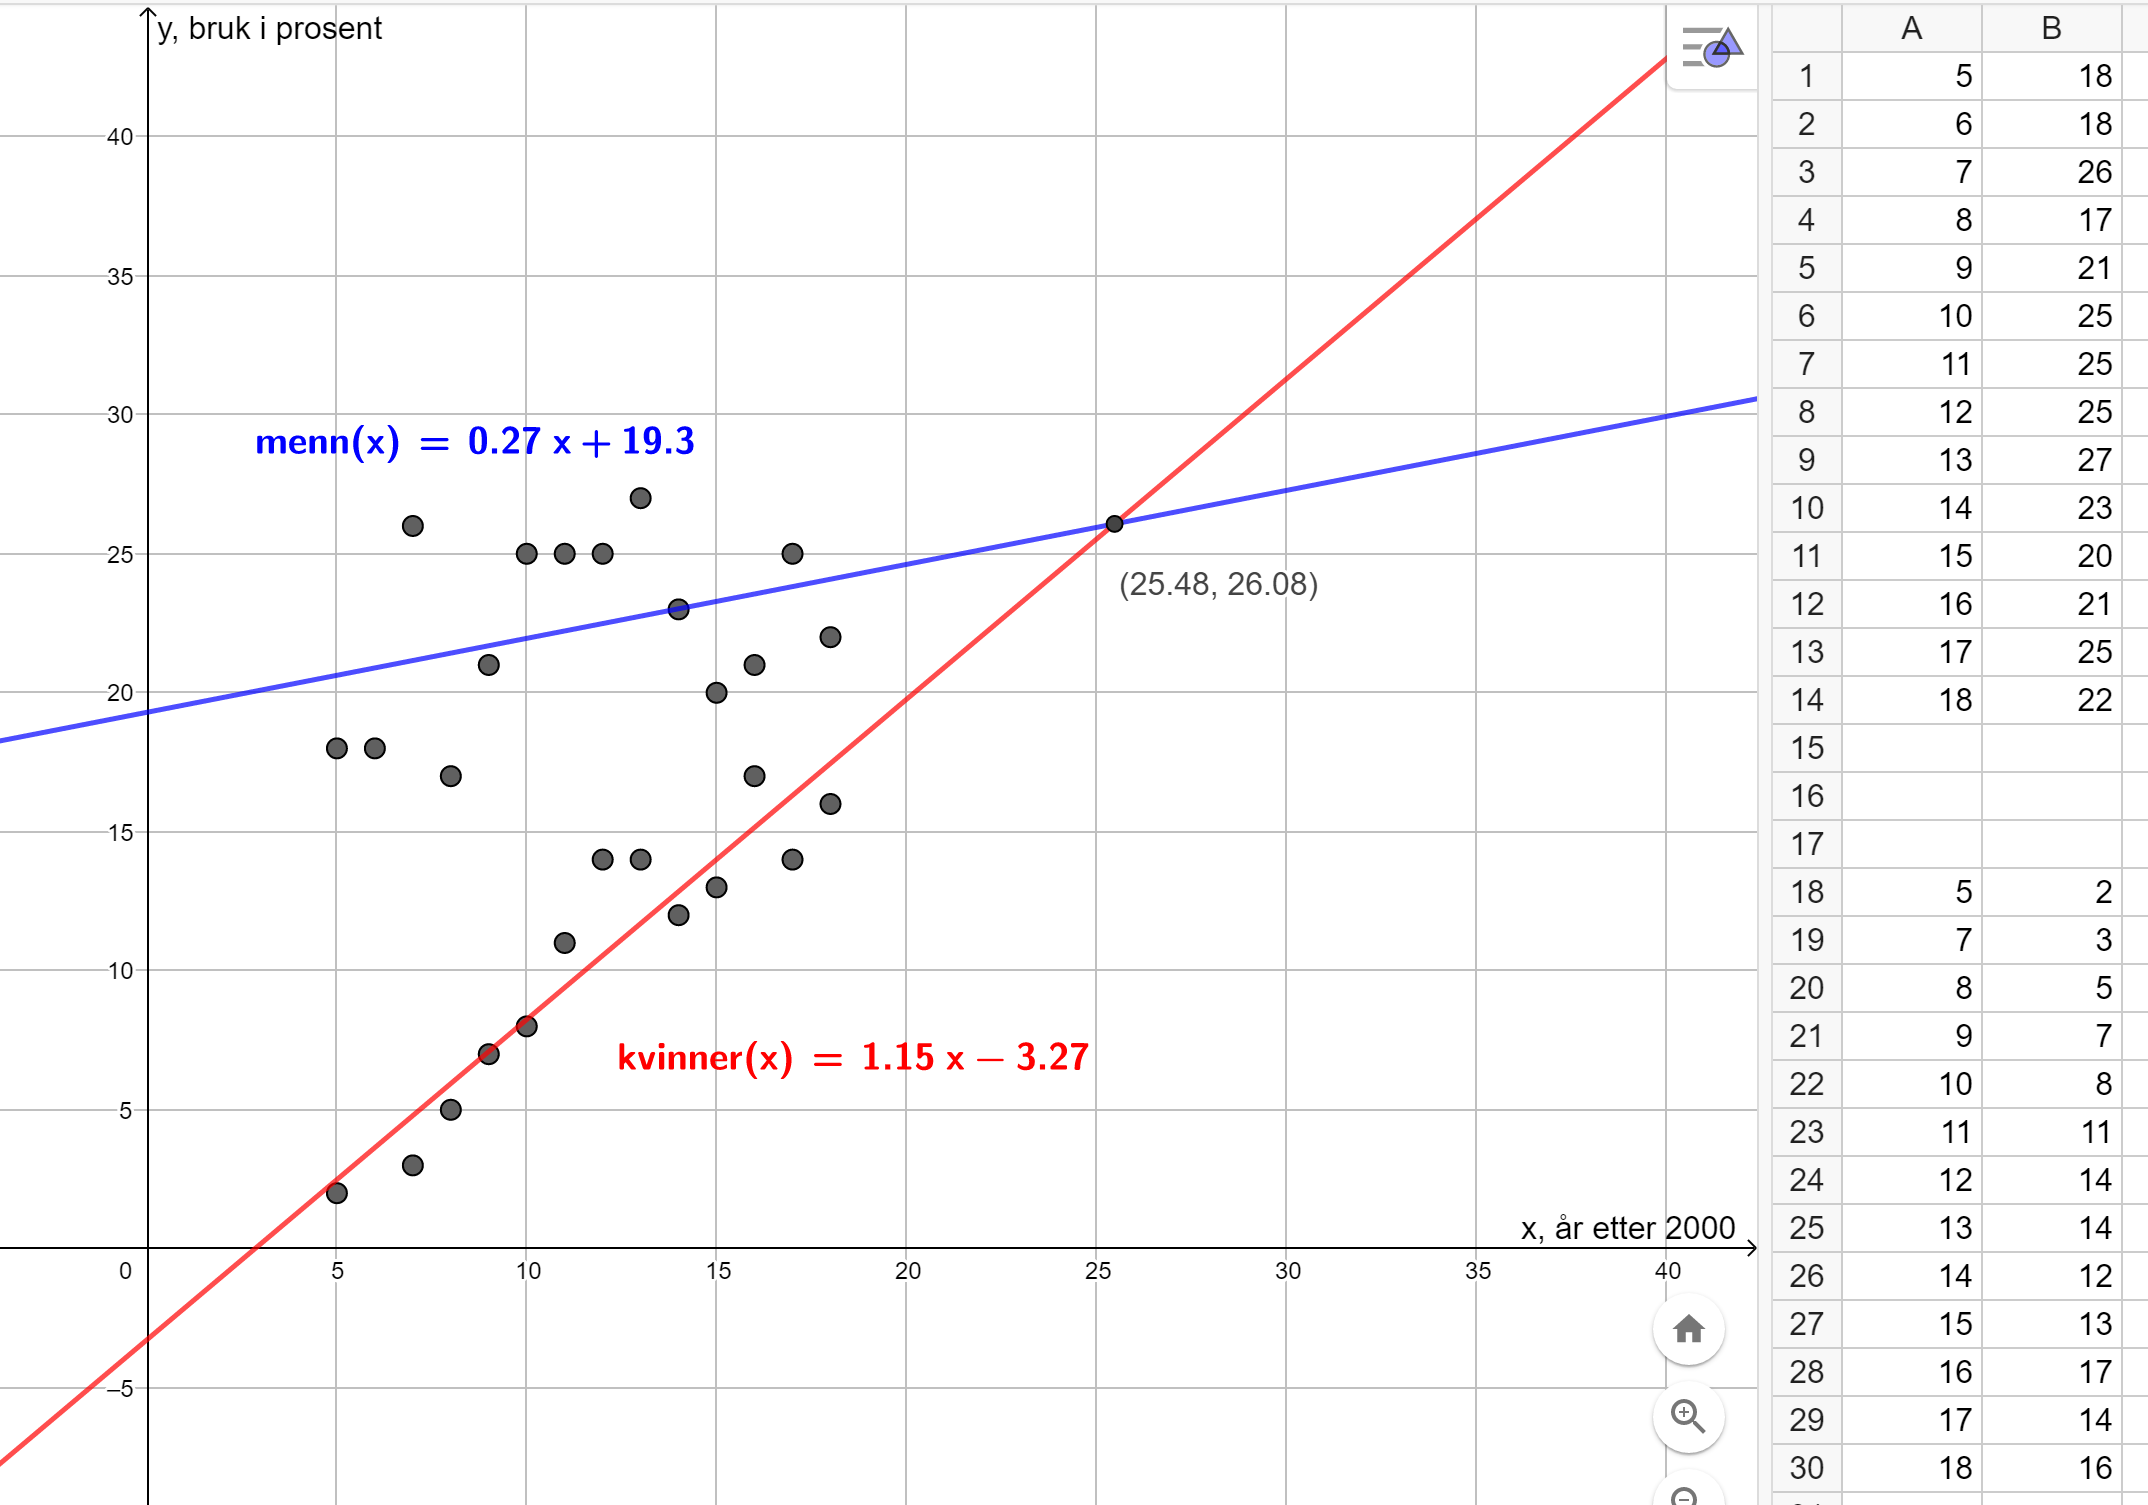 y, bruk i prosent
40
35
30
25
20
15
10
5
0
–5
5 10 15 20 25 30 35 40
x, år etter 2000
menn(x) = 0.27 x + 19.3
(25.48, 26.08)
kvinner(x) = 1.15 x – 3.27
A B
1 5 18
2 6 18
3 7 26
4 8 17
5 9 21
6 10 25
7 11 25
8 12 25
9 13 27
10 14 23
11 15 20
12 16 21
13 17 25
14 18 22
15
16
17
18 5 2
19 7 3
20 8 5
21 9 7
22 10 8
23 11 11
24 12 14
25 13 14
26 14 12
27 15 13
28 16 17
29 17 14
30 18 16